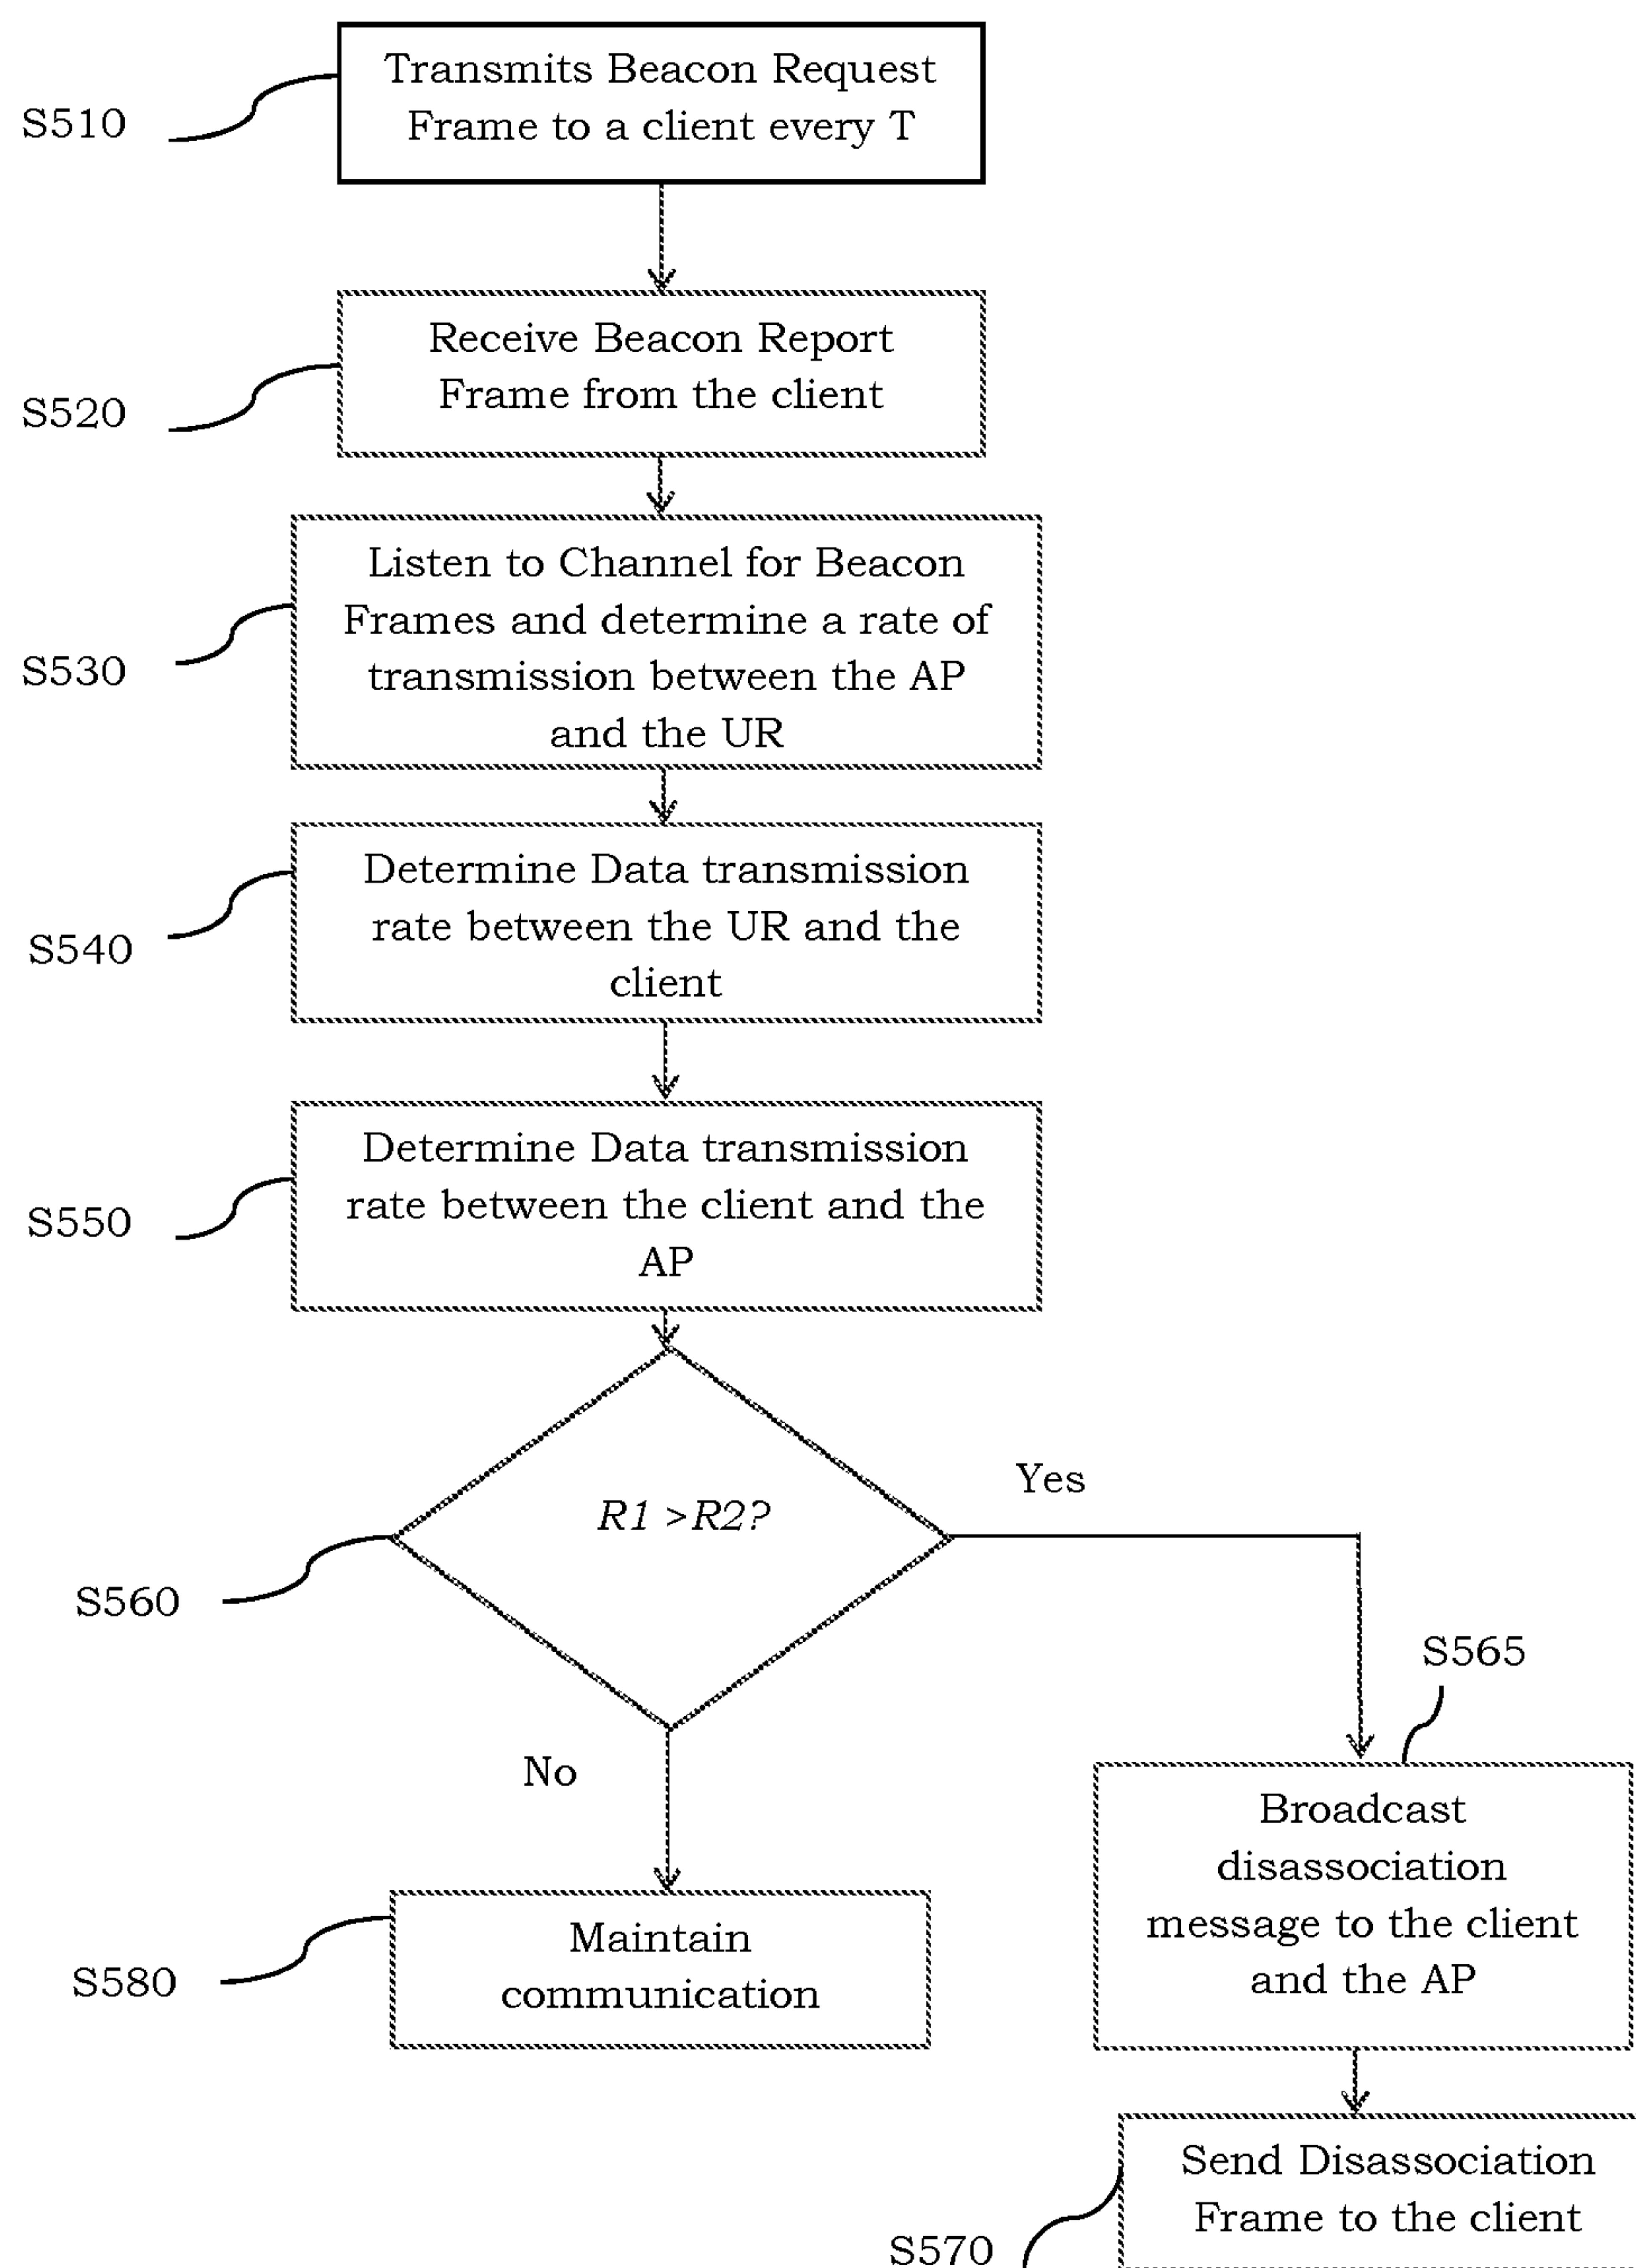 S510
Transmits Beacon Request
Frame to a client every T
S520
Receive Beacon Report
Frame from the client
S530
Listen to Channel for Beacon
Frames and determine a rate of
transmission between the AP
and the UR
S540
Determine Data transmission
rate between the UR and the
client
S550
Determine Data transmission
rate between the client and the
AP
S560
R1 >R2?
Yes
No
S565
Broadcast
disassociation
message to the client
and the AP
S580
Maintain
communication
S570
Send Disassociation
Frame to the client